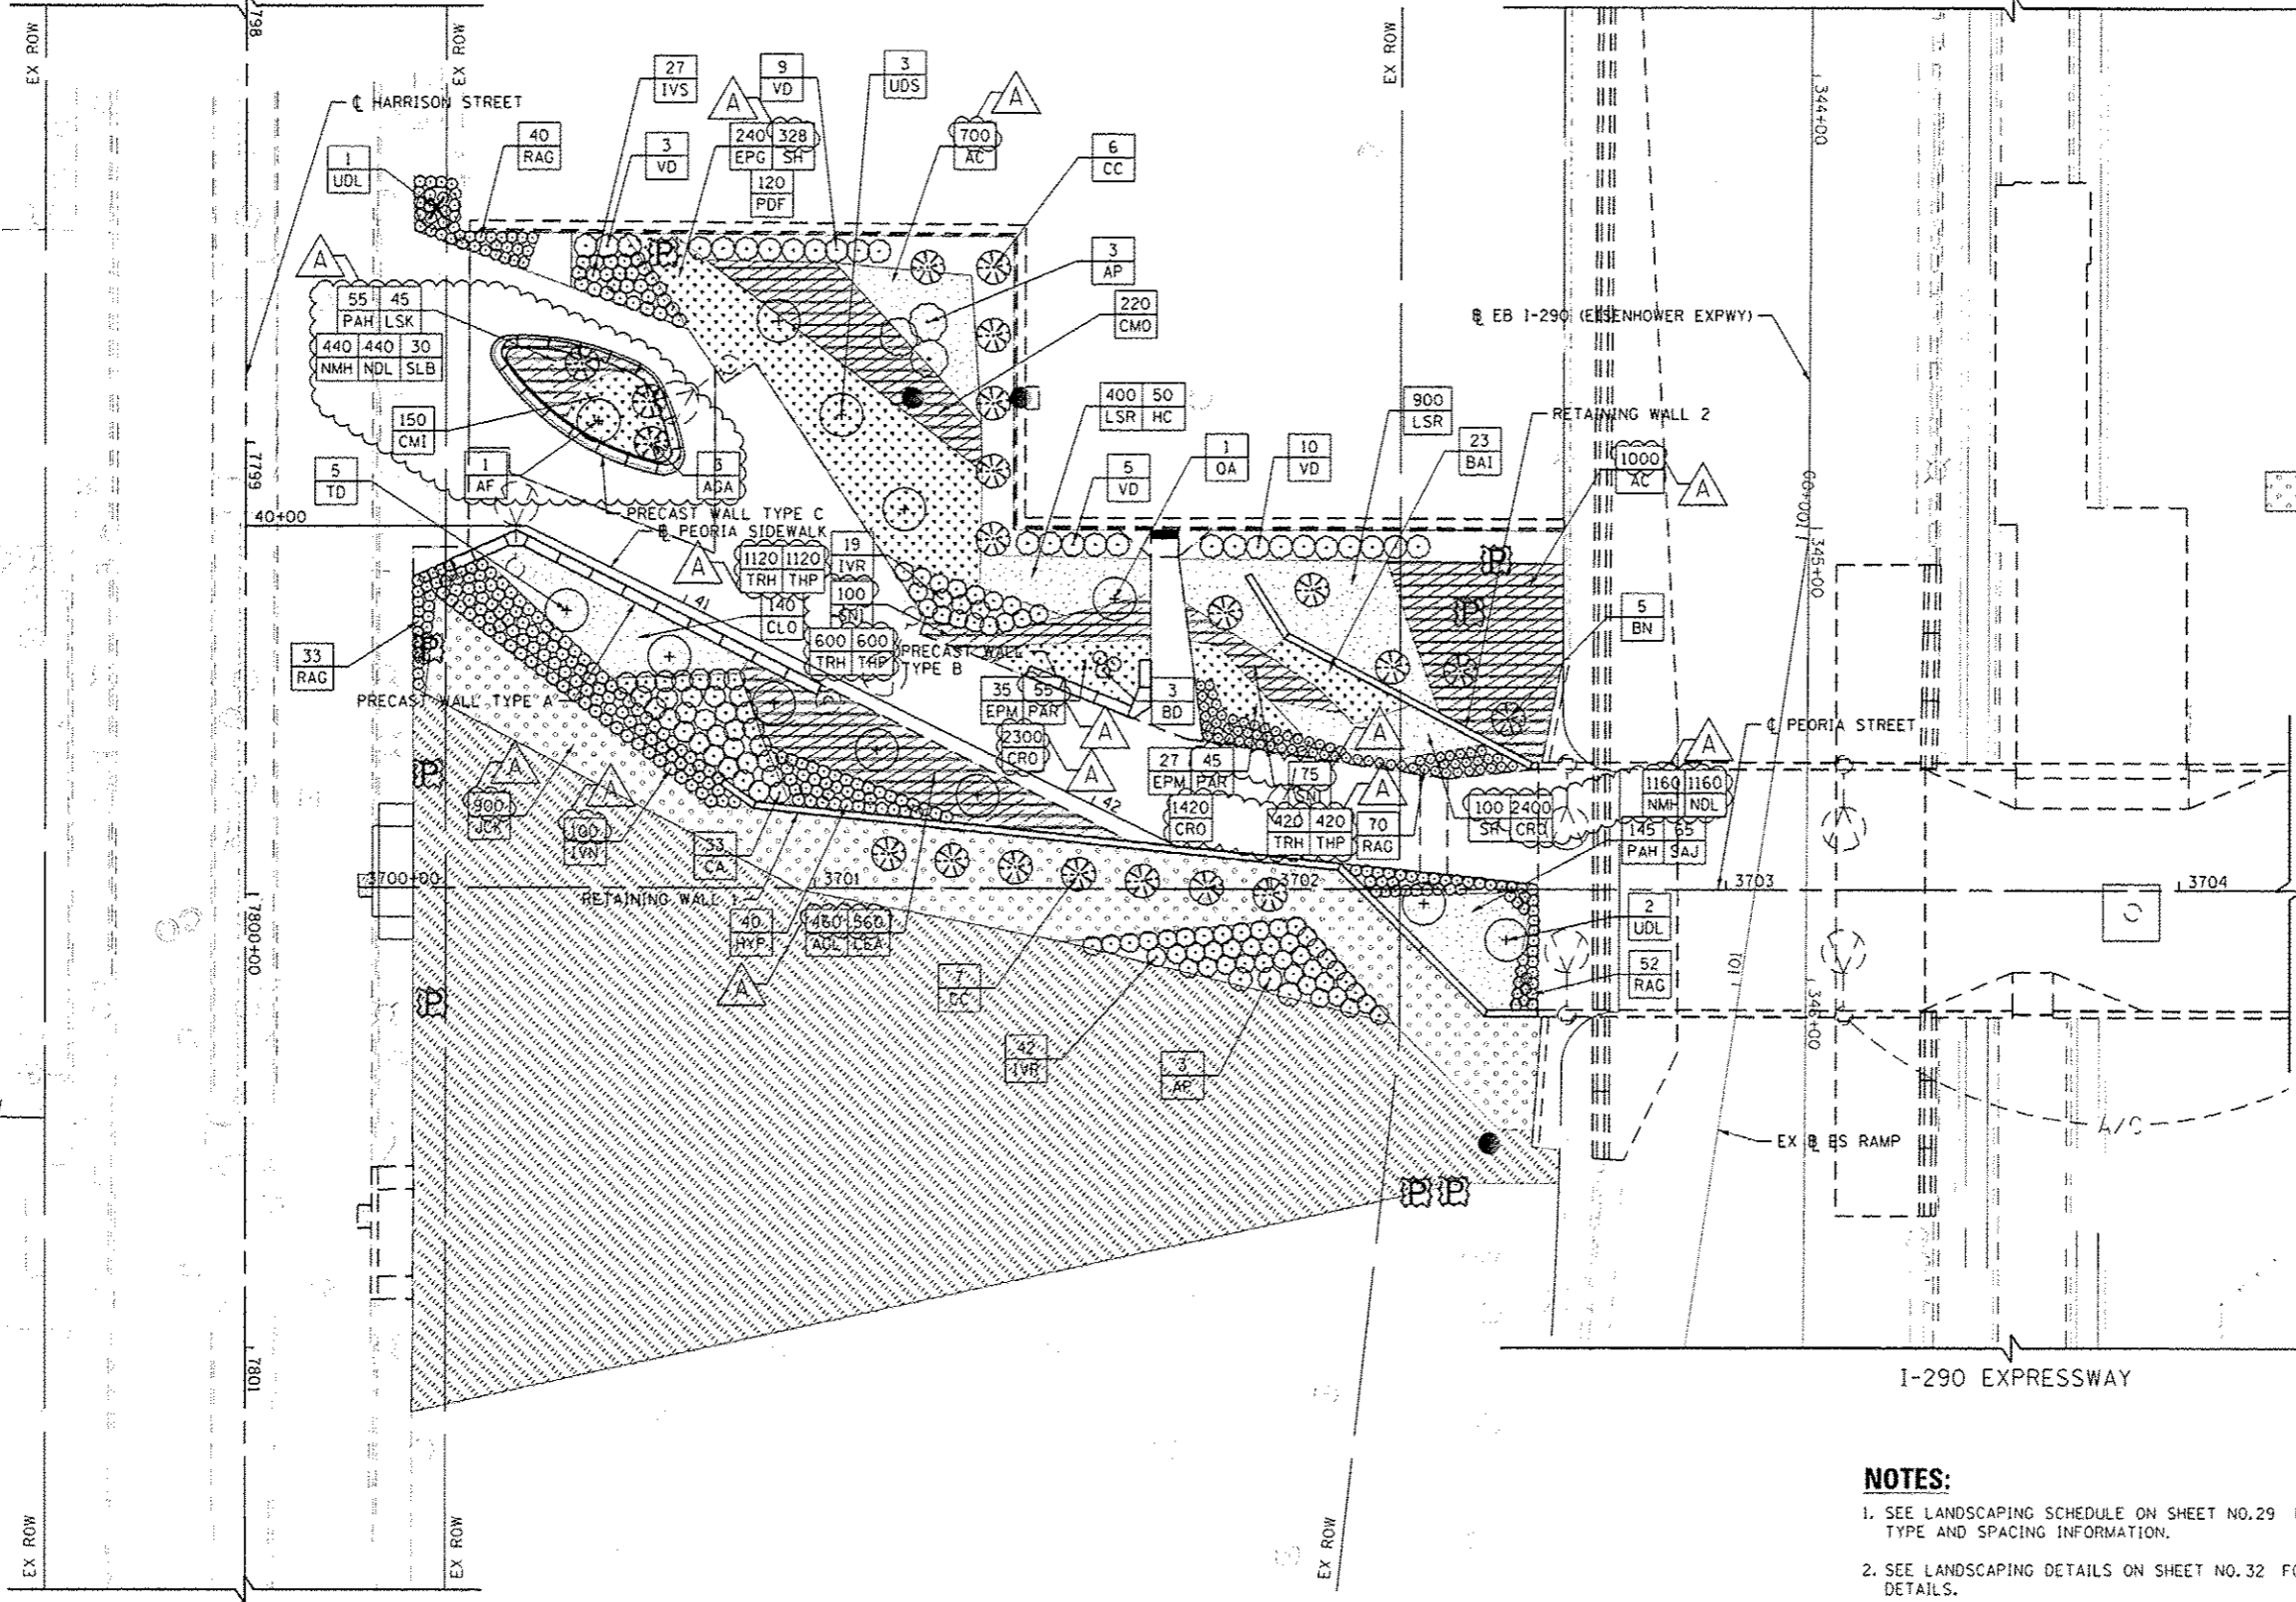 798
EX ROW
EX ROW
EX ROW
℄ HARRISON STREET
27
IVS
9
VD
3
UDS
A
A
344+00
1
UDL
40
RAG
3
VD
240 328
EPG SH
120
PDF
700
AC
6
CC
A
3
AP
55 45
PAH LSK
440 440 30
NMH NDL SLB
220
CMO
EB I-290 (EISENHOWER EXPWY)
150
CMI
400 50
LSR HC
900
LSR
RETAINING WALL 2
1
AF
3
AGA
5
TD
1
OA
10
VD
5
VD
23
BAI
1000
AC
A
7799
40+00
PRECAST WALL TYPE C
PEORIA SIDEWALK
A
1120 1120
TRH THP
19
IVR
41
140
CLO
100
SN
600 600
TRH THP
PRECAST WALL
TYPE B
P
P
P
345+00
5
BN
33
RAG
P
PRECAST WALL TYPE A
35 55
EPM PAR
3
BD
2300
CRO
A
A
A
℄ PEORIA STREET
A
P
A
A
900
JCK
100
IVN
33
CA
42
27 45
EPM PAR
1420
CRO
75
SN
A
420 420
TRH THP
70
RAG
100 2400
SH CRO
1160 1160
NMH NDL
145 65
PAH SAJ
3700+00
3701
3702
3703
3704
RETAINING WALL 1
40
HYP
460 560
AGL CEA
A
7
CC
2
UDL
52
RAG
7800+00
P
101
346+00
42
IVR
3
AP
EX BS RAMP
P P
7801
I-290 EXPRESSWAY
EX ROW
EX ROW
EX ROW
NOTES:
1. SEE LANDSCAPING SCHEDULE ON SHEET NO.29
TYPE AND SPACING INFORMATION.
2. SEE LANDSCAPING DETAILS ON SHEET NO.32 FO
DETAILS.